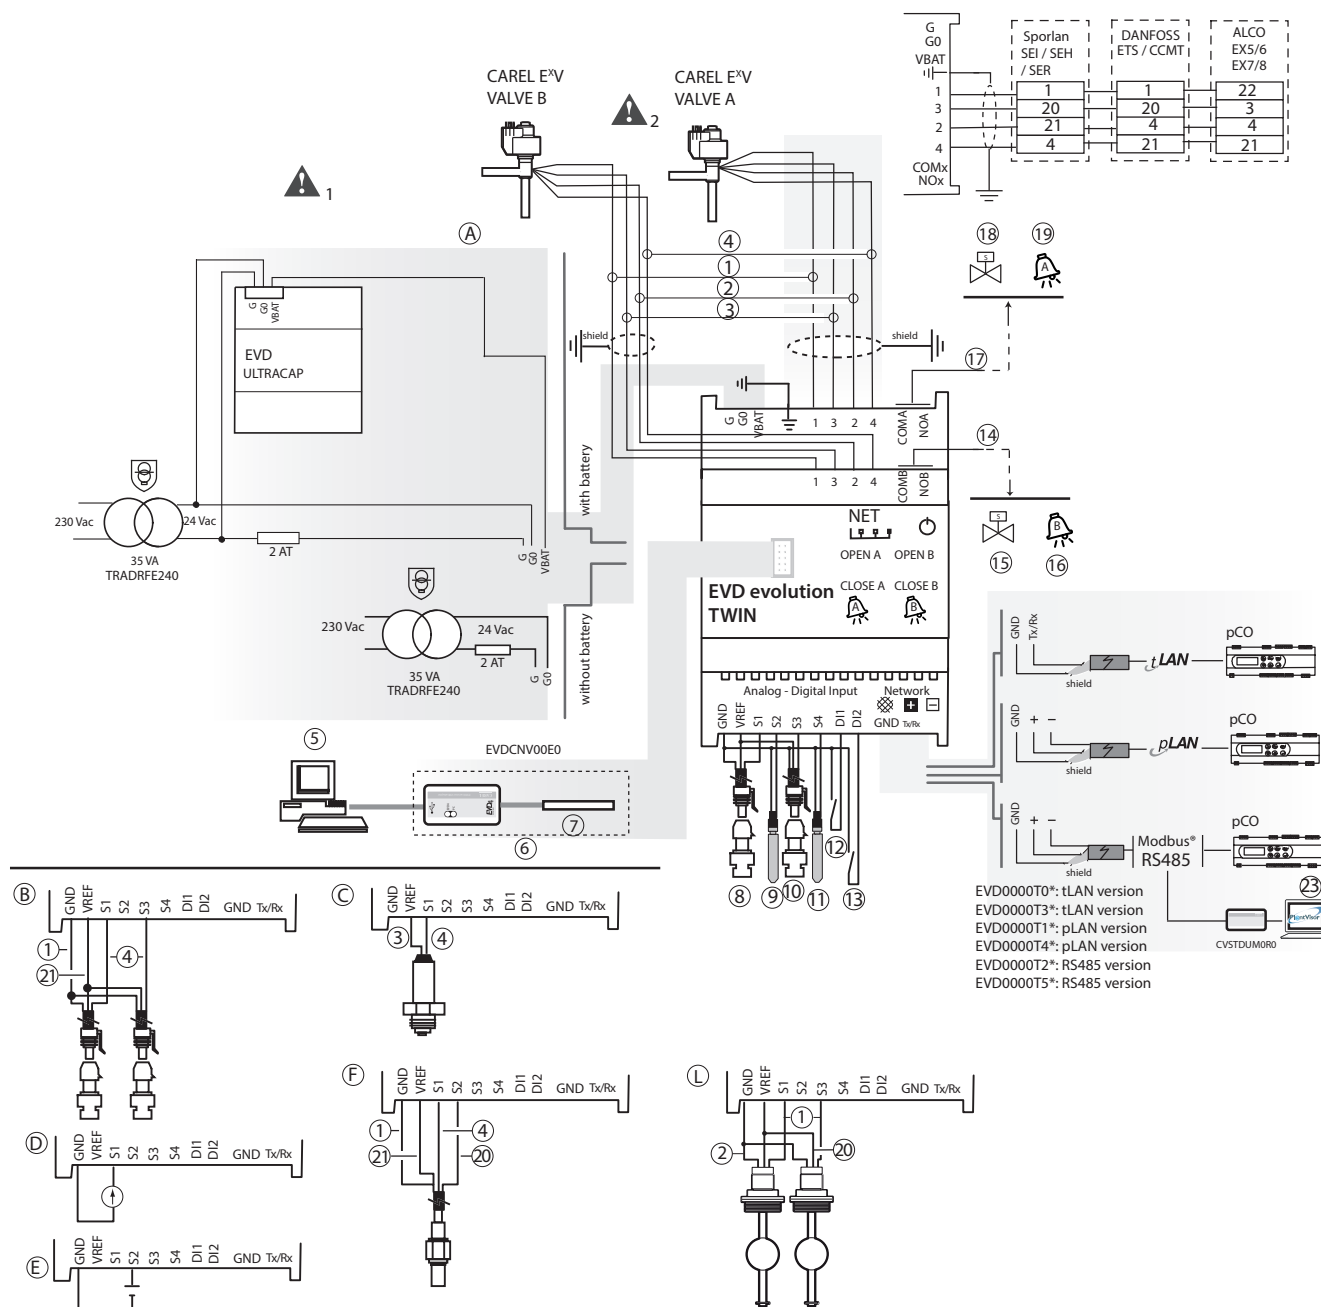 CAREL EXV
VALVE B
CAREL EXV
VALVE A
2
1
G
G0
VBAT
1
3
2
4
COMx
NOx
Sporlan
SEI / SEH
/ SER
1
20
21
4
DANFOSS
ETS / CCMT
1
20
4
21
ALCO
EX5/6
EX7/8
22
3
4
21
A
4
1
2
3
shield
shield
18
19
S
A
17
14
G
G0
VBAT
EVD
ULTRACAP
with battery
without battery
G
G0
VBAT
1 3 2 4
COMA
NOA
1 3 2 4
COMB
NOB
S
B
15
16
230 Vac
24 Vac
35 VA
TRADRFE240
2 AT
G
G0
VBAT
230 Vac
24 Vac
35 VA
TRADRFE240
2 AT
G
G0
NET
OPEN A OPEN B
CLOSE A CLOSE B
EVD evolution
TWIN
A
B
Analog - Digital Input
Network
GND
VREF
S1
S2
S3
S4
DI1
DI2
GND Tx/Rx
5
EVDCNV00E0
EVD4
7
6
8
9
10
11
12
13
GND
Tx/Rx
shield
tLAN
pCO
GND
+
−
shield
pLAN
pCO
GND
+
−
shield
Modbus®
RS485
pCO
23
PlantVisor
CVSTDUM0R0
EVD0000T0*: tLAN version
EVD0000T3*: tLAN version
EVD0000T1*: pLAN version
EVD0000T4*: pLAN version
EVD0000T2*: RS485 version
EVD0000T5*: RS485 version
B
GND
VREF
S1
S2
S3
S4
DI1
DI2
GND Tx/Rx
1
21
4
C
GND
VREF
S1
S2
S3
S4
DI1
DI2
GND Tx/Rx
3
4
D
GND
VREF
S1
S2
S3
S4
DI1
DI2
GND Tx/Rx
E
GND
VREF
S1
S2
S3
S4
DI1
DI2
GND Tx/Rx
F
GND
VREF
S1
S2
S3
S4
DI1
DI2
GND Tx/Rx
1
21
4
20
L
GND
VREF
S1
S2
S3
S4
DI1
DI2
GND Tx/Rx
1
2
20